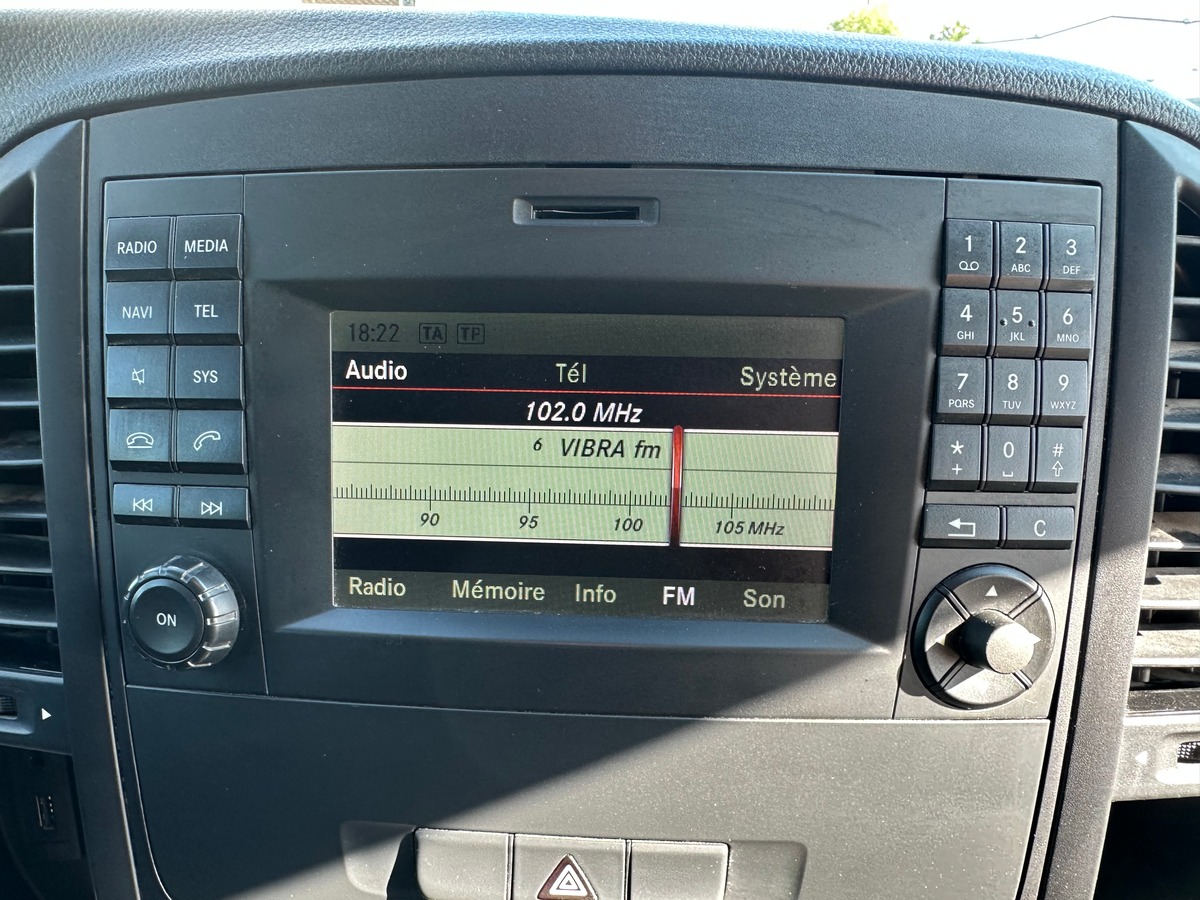 RADIO MEDIA
NAVI TEL
SYS
ON
18:22 TA TP
Audio Tél Système
102.0 MHz
6 VIBRA fm
90 95 100 105 MHz
Radio Mémoire Info FM Son
1 2 3
ABC DEF
4 5 6
GHI JKL MNO
7 8 9
PQRS TUV WXYZ
* 0 #
+
C